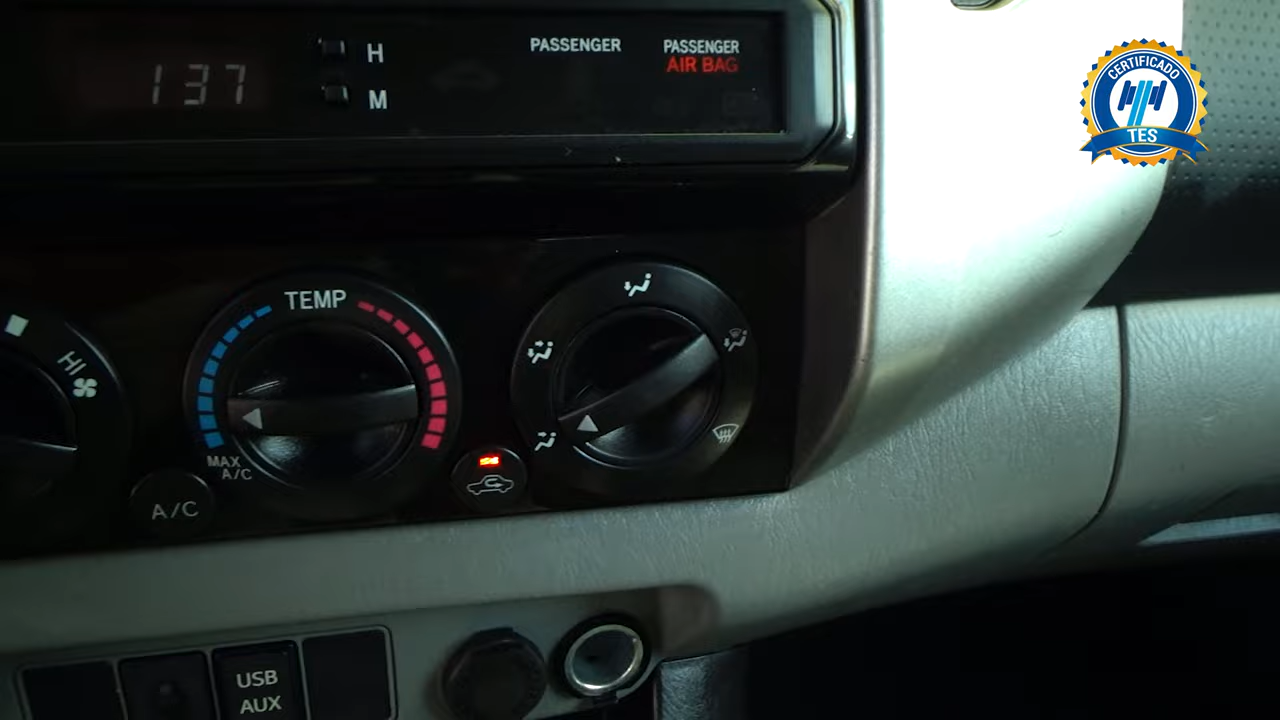 137
H
M
PASSENGER
PASSENGER
AIR BAG
CERTIFICADO
TES
HI
TEMP
MAX
A/C
A/C
USB
AUX